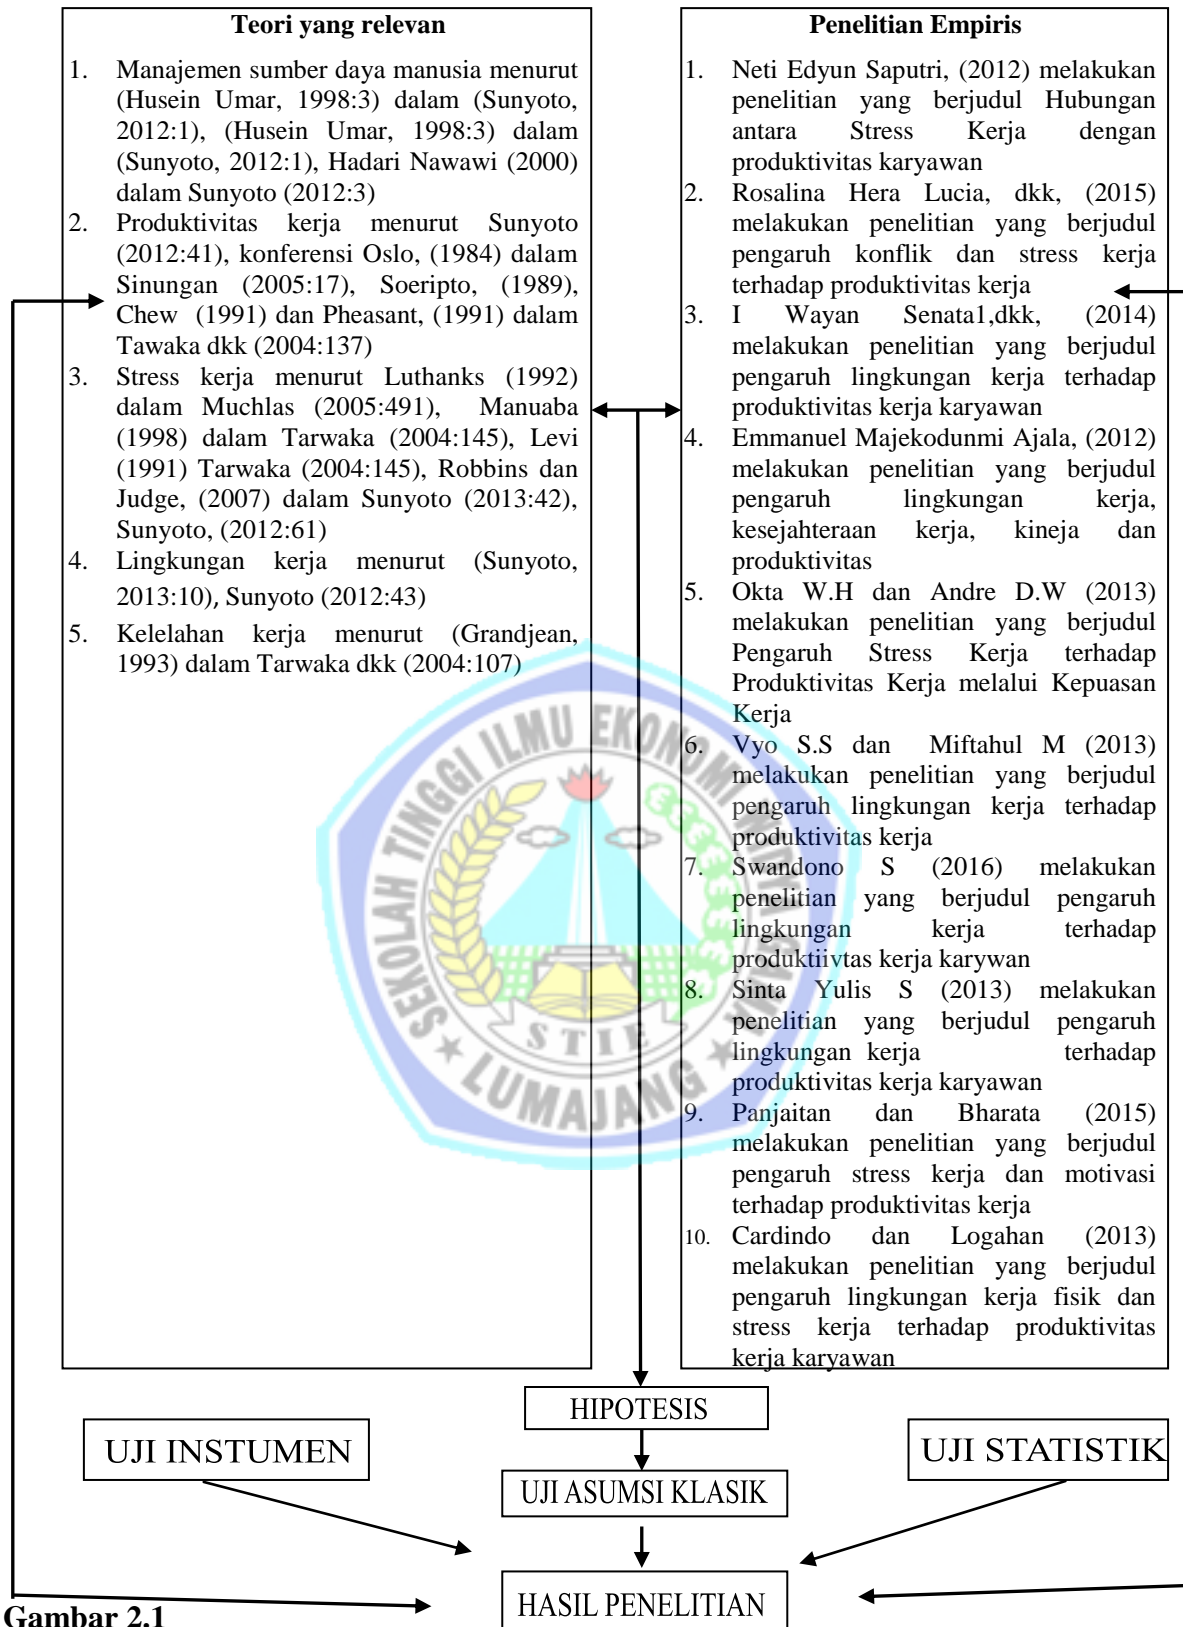 Teori yang relevan
1. Manajemen sumber daya manusia menurut
(Husein Umar, 1998:3) dalam (Sunyoto,
2012:1), (Husein Umar, 1998:3) dalam
(Sunyoto, 2012:1), Hadari Nawawi (2000)
dalam Sunyoto (2012:3)
2. Produktivitas kerja menurut Sunyoto
(2012:41), konferensi Oslo, (1984) dalam
Sinungan (2005:17), Soeripto, (1989),
Chew (1991) dan Pheasant, (1991) dalam
Tawaka dkk (2004:137)
3. Stress kerja menurut Luthanks (1992)
dalam Muchlas (2005:491), Manuaba
(1998) dalam Tarwaka (2004:145), Levi
(1991) Tarwaka (2004:145), Robbins dan
Judge, (2007) dalam Sunyoto (2013:42),
Sunyoto, (2012:61)
4. Lingkungan kerja menurut (Sunyoto,
2013:10), Sunyoto (2012:43)
5. Kelelahan kerja menurut (Grandjean,
1993) dalam Tarwaka dkk (2004:107)
Penelitian Empiris
1. Neti Edyun Saputri, (2012) melakukan
penelitian yang berjudul Hubungan
antara Stress Kerja dengan
produktivitas karyawan
2. Rosalina Hera Lucia, dkk, (2015)
melakukan penelitian yang berjudul
pengaruh konflik dan stress kerja
terhadap produktivitas kerja
3. I Wayan Senata1,dkk, (2014)
melakukan penelitian yang berjudul
pengaruh lingkungan kerja terhadap
produktivitas kerja karyawan
4. Emmanuel Majekodunmi Ajala, (2012)
melakukan penelitian yang berjudul
pengaruh lingkungan kerja,
kesejahteraan kerja, kineja dan
produktivitas
5. Okta W.H dan Andre D.W (2013)
melakukan penelitian yang berjudul
Pengaruh Stress Kerja terhadap
Produktivitas Kerja melalui Kepuasan
Kerja
6. Vyo S.S dan Miftahul M (2013)
melakukan penelitian yang berjudul
pengaruh lingkungan kerja terhadap
produktivitas kerja
7. Swandono S (2016) melakukan
penelitian yang berjudul pengaruh
lingkungan kerja terhadap
produktiivtas kerja karywan
8. Sinta Yulis S (2013) melakukan
penelitian yang berjudul pengaruh
lingkungan kerja terhadap
produktivitas kerja karyawan
9. Panjaitan dan Bharata (2015)
melakukan penelitian yang berjudul
pengaruh stress kerja dan motivasi
terhadap produktivitas kerja
10. Cardindo dan Logahan (2013)
melakukan penelitian yang berjudul
pengaruh lingkungan kerja fisik dan
stress kerja terhadap produktivitas
kerja karyawan
SEKOLAH TINGGI ILMU EKONOMI WIDYA GAMA
STIE
LUMAJANG
HIPOTESIS
UJI INSTUMEN
UJI STATISTIK
UJI ASUMSI KLASIK
HASIL PENELITIAN
Gambar 2.1